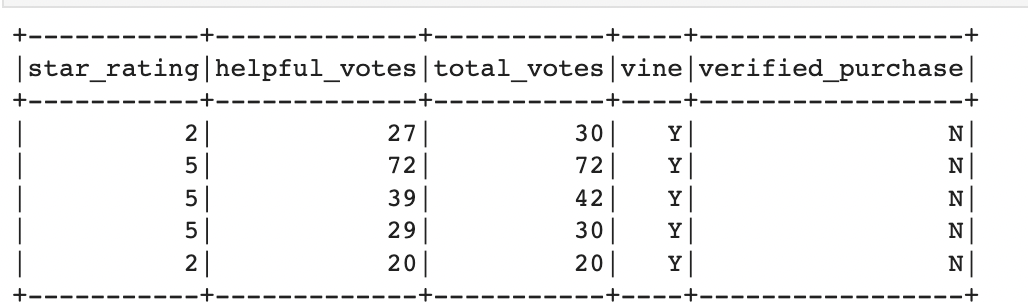 +-----------+-------------+-----------+----+-----------------+
|star_rating|helpful_votes|total_votes|vine|verified_purchase|
+-----------+-------------+-----------+----+-----------------+
|          2|           27|         30|   Y|                N|
|          5|           72|         72|   Y|                N|
|          5|           39|         42|   Y|                N|
|          5|           29|         30|   Y|                N|
|          2|           20|         20|   Y|                N|
+-----------+-------------+-----------+----+-----------------+